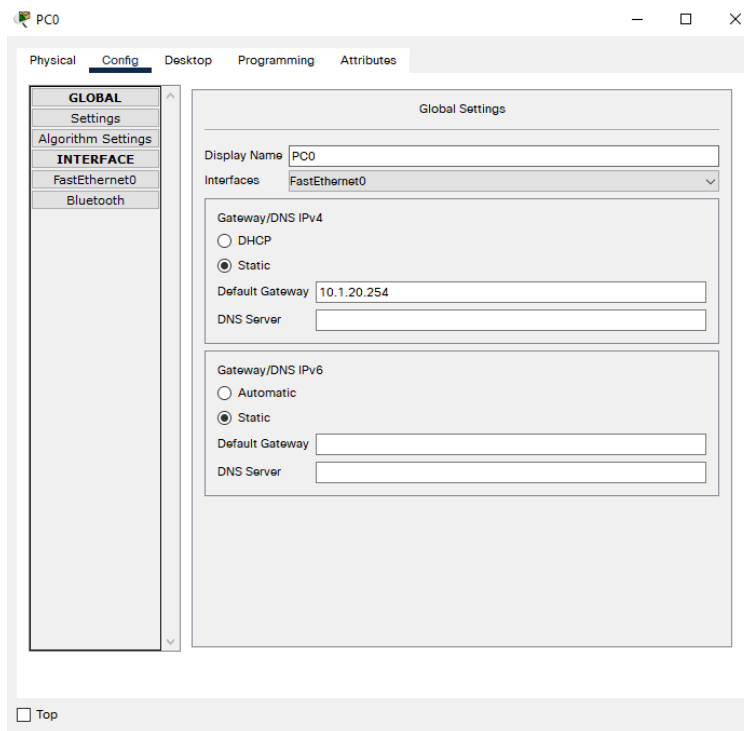 PC0
Physical Config Desktop Programming Attributes
GLOBAL
Settings
Algorithm Settings
INTERFACE
FastEthernet0
Bluetooth
Global Settings
Display Name PC0
Interfaces FastEthernet0
Gateway/DNS IPv4
DHCP
Static
Default Gateway 10.1.20.254
DNS Server
Gateway/DNS IPv6
Automatic
Static
Default Gateway
DNS Server
Top